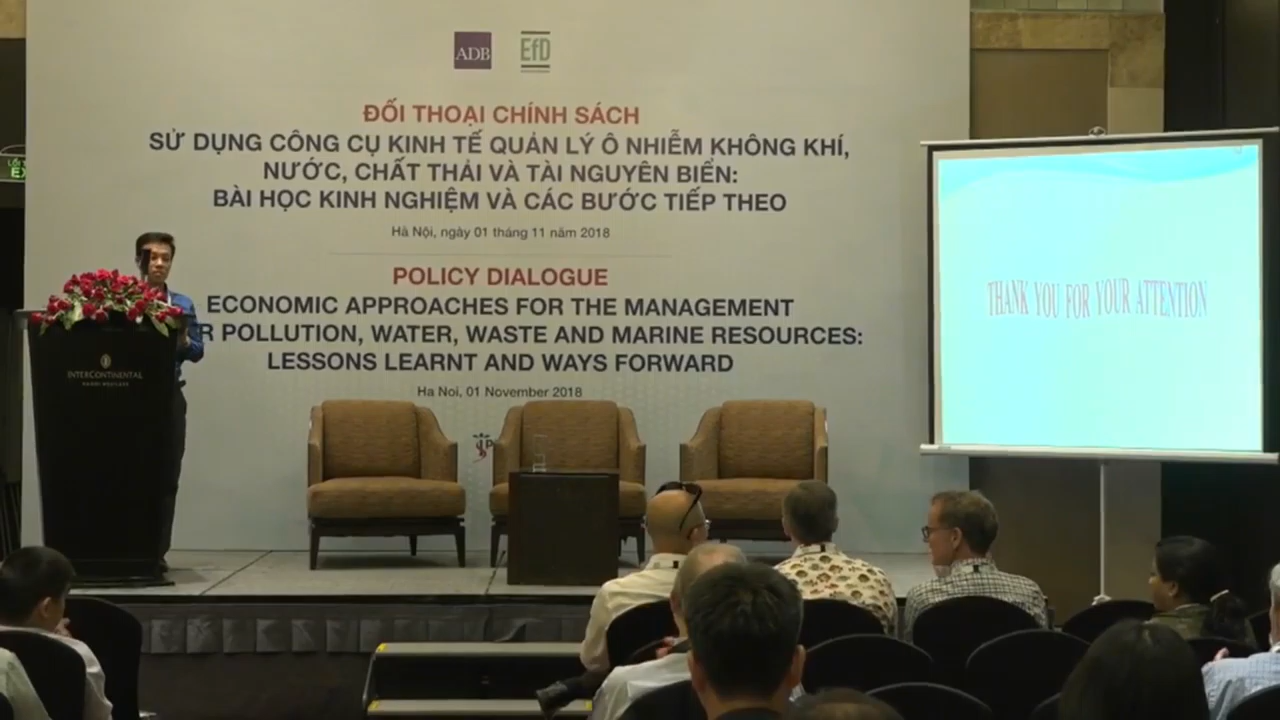 ADB
EfD
ĐỐI THOẠI CHÍNH SÁCH
SỬ DỤNG CÔNG CỤ KINH TẾ QUẢN LÝ Ô NHIỄM KHÔNG KHÍ,
NƯỚC, CHẤT THẢI VÀ TÀI NGUYÊN BIỂN:
BÀI HỌC KINH NGHIỆM VÀ CÁC BƯỚC TIẾP THEO
Hà Nội, ngày 01 tháng 11 năm 2018
POLICY DIALOGUE
ECONOMIC APPROACHES FOR THE MANAGEMENT
R POLLUTION, WATER, WASTE AND MARINE RESOURCES:
LESSONS LEARNT AND WAYS FORWARD
Ha Noi, 01 November 2018
THANK YOU FOR YOUR ATTENTION
INTERCONTINENTAL